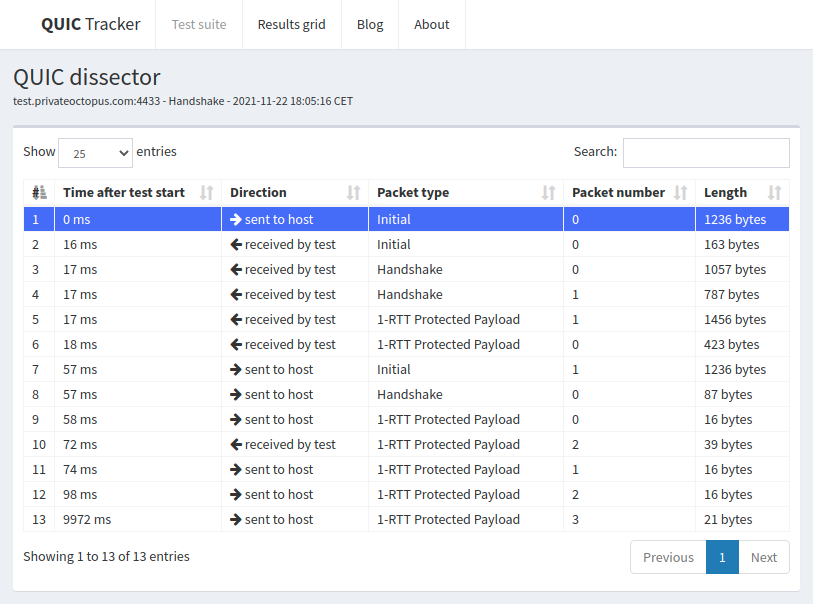 QUIC Tracker Test suite Results grid Blog About
QUIC dissector
test.privateoctopus.com:4433 - Handshake - 2021-11-22 18:05:16 CET
Show 25 entries Search:
# Time after test start Direction Packet type Packet number Length
1 0 ms → sent to host Initial 0 1236 bytes
2 16 ms ← received by test Initial 0 163 bytes
3 17 ms ← received by test Handshake 0 1057 bytes
4 17 ms ← received by test Handshake 1 787 bytes
5 17 ms ← received by test 1-RTT Protected Payload 1 1456 bytes
6 18 ms ← received by test 1-RTT Protected Payload 0 423 bytes
7 57 ms → sent to host Initial 1 1236 bytes
8 57 ms → sent to host Handshake 0 87 bytes
9 58 ms → sent to host 1-RTT Protected Payload 0 16 bytes
10 72 ms ← received by test 1-RTT Protected Payload 2 39 bytes
11 74 ms → sent to host 1-RTT Protected Payload 1 16 bytes
12 98 ms → sent to host 1-RTT Protected Payload 2 16 bytes
13 9972 ms → sent to host 1-RTT Protected Payload 3 21 bytes
Showing 1 to 13 of 13 entries Previous 1 Next